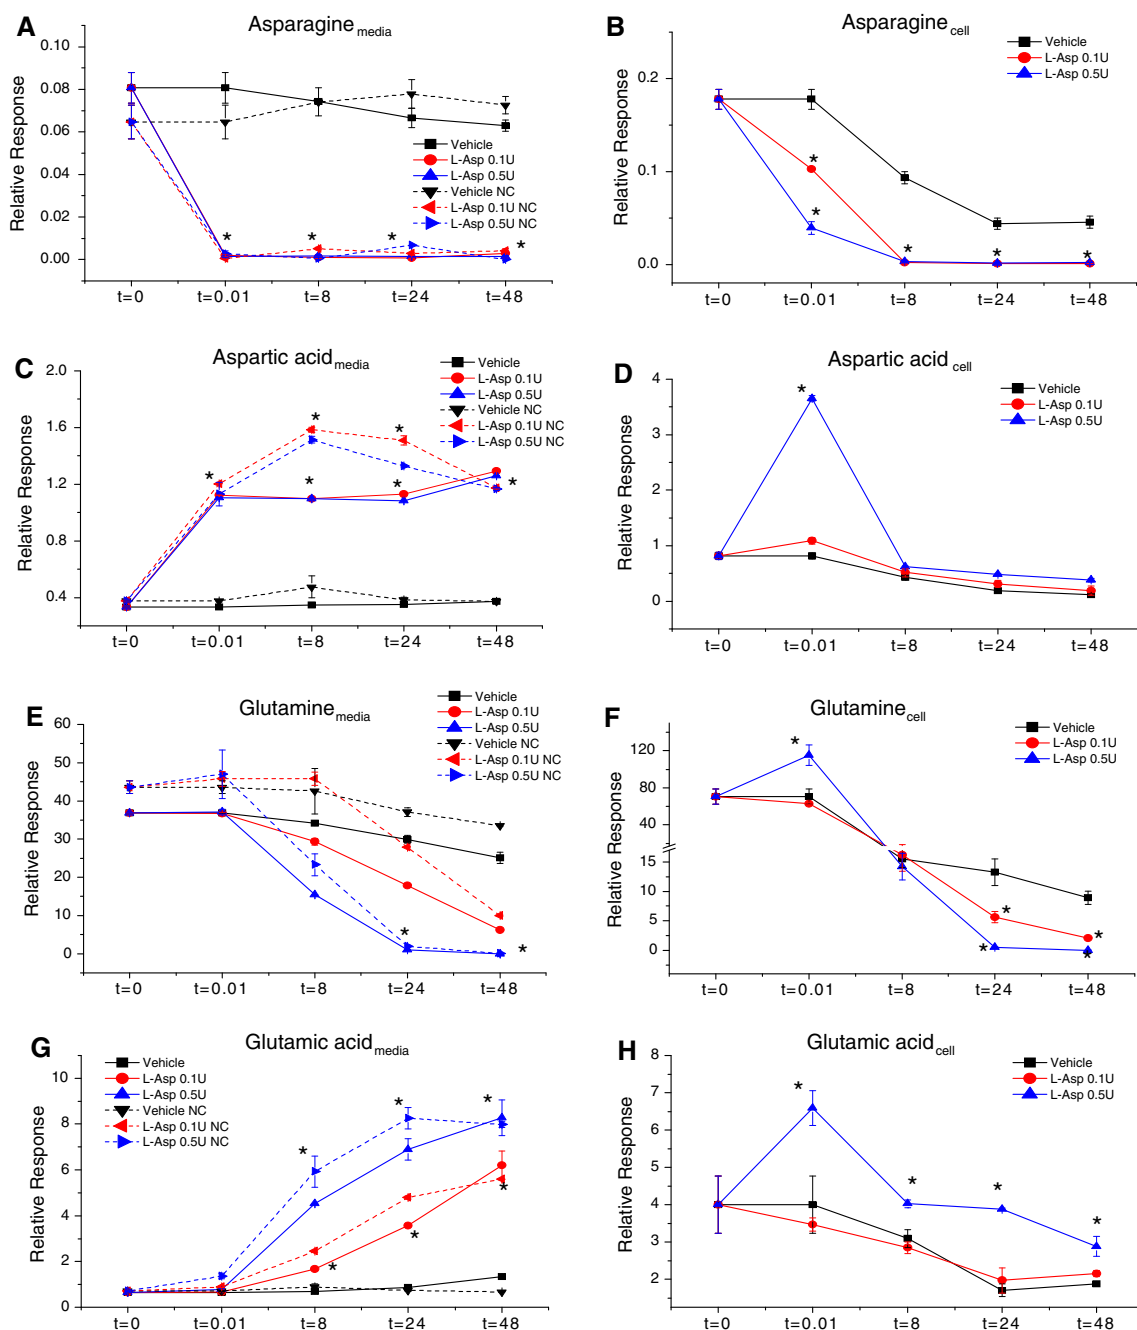 A
Asparagine media
Relative Response
0.10
0.08
0.06
0.04
0.02
0.00
Vehicle
L-Asp 0.1U
L-Asp 0.5U
Vehicle NC
L-Asp 0.1U NC
L-Asp 0.5U NC
* * * *
t=0 t=0.01 t=8 t=24 t=48
B
Asparagine cell
Relative Response
0.2
0.1
0.0
Vehicle
L-Asp 0.1U
L-Asp 0.5U
* * * * *
t=0 t=0.01 t=8 t=24 t=48
C
Aspartic acid media
Relative Response
2.0
1.6
1.2
0.8
0.4
Vehicle
L-Asp 0.1U
L-Asp 0.5U
Vehicle NC
L-Asp 0.1U NC
L-Asp 0.5U NC
* * * * * *
t=0 t=0.01 t=8 t=24 t=48
D
Aspartic acid cell
Relative Response
4
3
2
1
0
Vehicle
L-Asp 0.1U
L-Asp 0.5U
*
t=0 t=0.01 t=8 t=24 t=48
E
Glutamine media
Relative Response
60
50
40
30
20
10
0
Vehicle
L-Asp 0.1U
L-Asp 0.5U
Vehicle NC
L-Asp 0.1U NC
L-Asp 0.5U NC
* *
t=0 t=0.01 t=8 t=24 t=48
F
Glutamine cell
Relative Response
120
80
40
15
10
5
0
Vehicle
L-Asp 0.1U
L-Asp 0.5U
* * * * *
t=0 t=0.01 t=8 t=24 t=48
G
Glutamic acid media
Relative Response
10
8
6
4
2
0
Vehicle
L-Asp 0.1U
L-Asp 0.5U
Vehicle NC
L-Asp 0.1U NC
L-Asp 0.5U NC
* * * * * *
t=0 t=0.01 t=8 t=24 t=48
H
Glutamic acid cell
Relative Response
8
6
5
4
3
2
Vehicle
L-Asp 0.1U
L-Asp 0.5U
* * * *
t=0 t=0.01 t=8 t=24 t=48